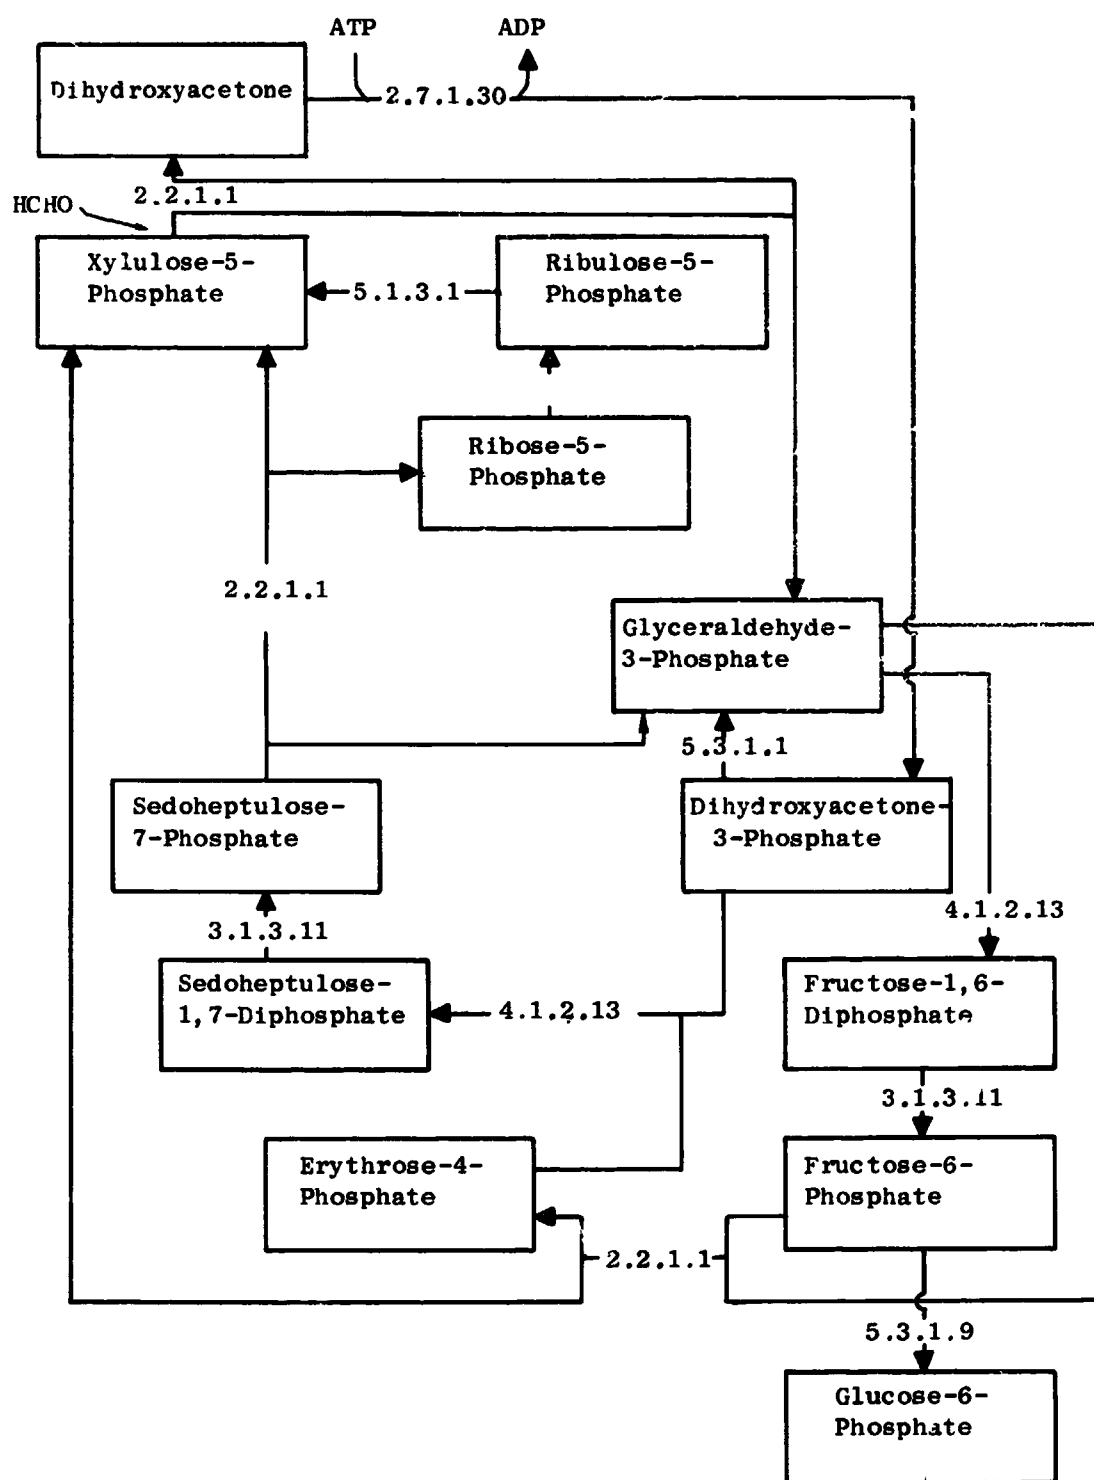 ATP
ADP
Dihydroxyacetone
2.7.1.30
2.2.1.1
HCHO
Xylulose-5-
Phosphate
5.1.3.1
Ribulose-5-
Phosphate
Ribose-5-
Phosphate
2.2.1.1
Glyceraldehyde-
3-Phosphate
5.3.1.1
Sedoheptulose-
7-Phosphate
Dihydroxyacetone-
3-Phosphate
3.1.3.11
4.1.2.13
Sedoheptulose-
1,7-Diphosphate
4.1.2.13
Fructose-1,6-
Diphosphate
3.1.3.11
Erythrose-4-
Phosphate
Fructose-6-
Phosphate
2.2.1.1
5.3.1.9
Glucose-6-
Phosphate